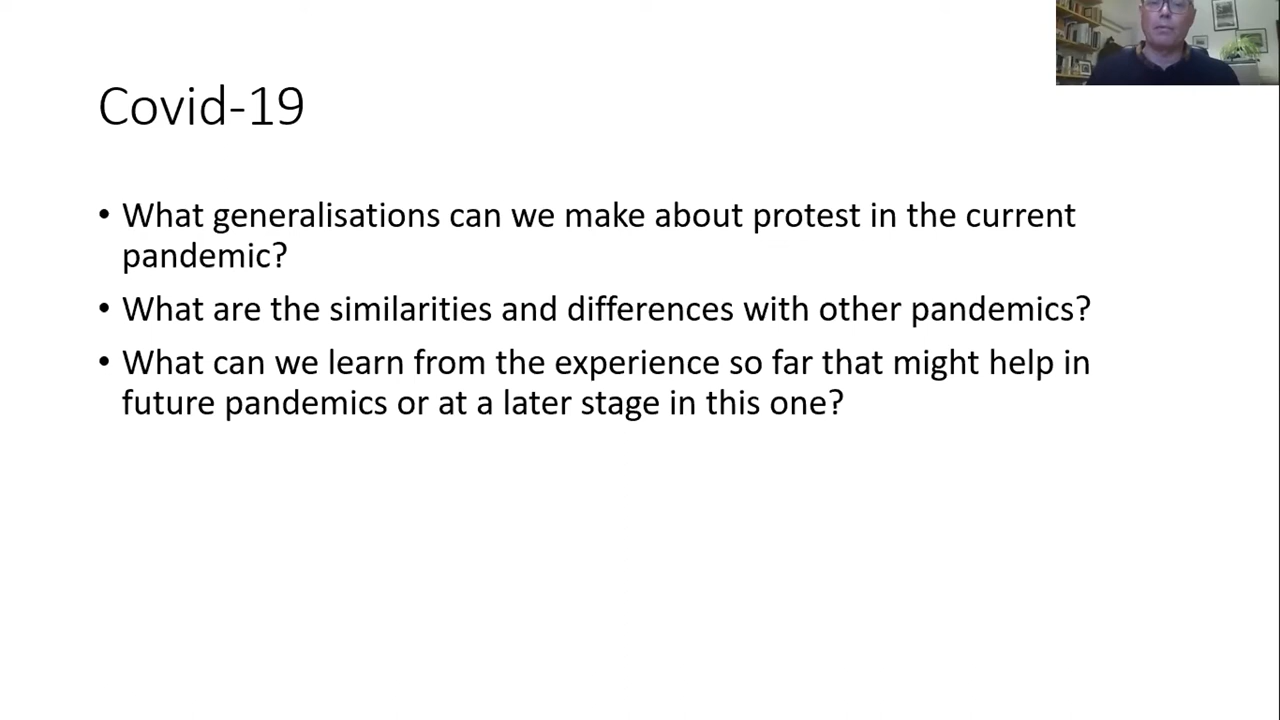 Covid-19
• What generalisations can we make about protest in the current
pandemic?
• What are the similarities and differences with other pandemics?
• What can we learn from the experience so far that might help in
future pandemics or at a later stage in this one?